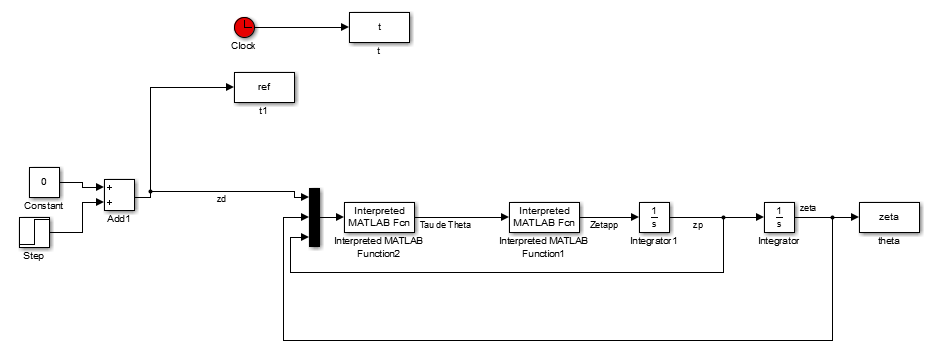 t
Clock
t
ref
t1
0
Constant
+
+
Add1
Step
zd
Interpreted
MATLAB Fcn
Interpreted MATLAB
Function2
Tau de Theta
Interpreted
MATLAB Fcn
Interpreted MATLAB
Function1
Zetapp
1
s
Integrator1
z.p
1
s
Integrator
zeta
zeta
theta